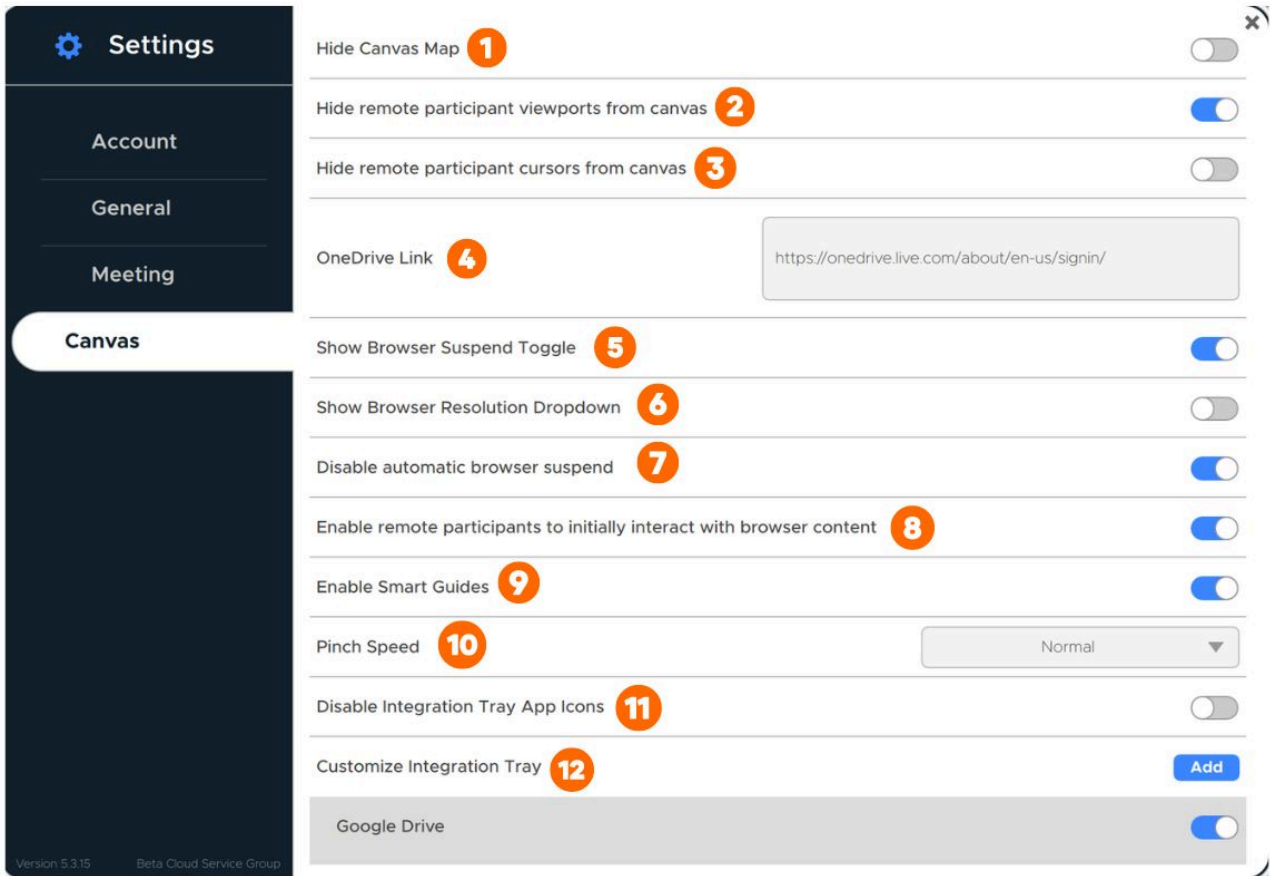 Settings
Account
General
Meeting
Canvas
Version 5.3.15 Beta Cloud Service Group
Hide Canvas Map 1
Hide remote participant viewports from canvas 2
Hide remote participant cursors from canvas 3
OneDrive Link 4 https://onedrive.live.com/about/en-us/signin/
Show Browser Suspend Toggle 5
Show Browser Resolution Dropdown 6
Disable automatic browser suspend 7
Enable remote participants to initially interact with browser content 8
Enable Smart Guides 9
Pinch Speed 10 Normal
Disable Integration Tray App Icons 11
Customize Integration Tray 12 Add
Google Drive